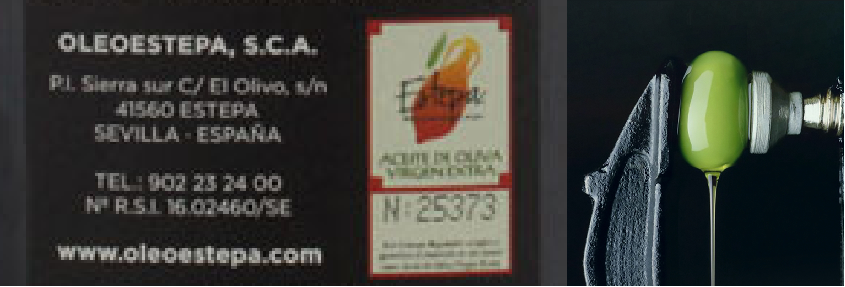 OLEOESTEPA, S.C.A.
P.I. Sierra sur C/ El Olivo, s/n
41560 ESTEPA
SEVILLA - ESPAÑA
TEL.: 902 23 24 00
Nº R.S.I. 16.02460/SE
www.oleoestepa.com
Estepa
ACEITE DE OLIVA
VIRGEN EXTRA
Nº 25373